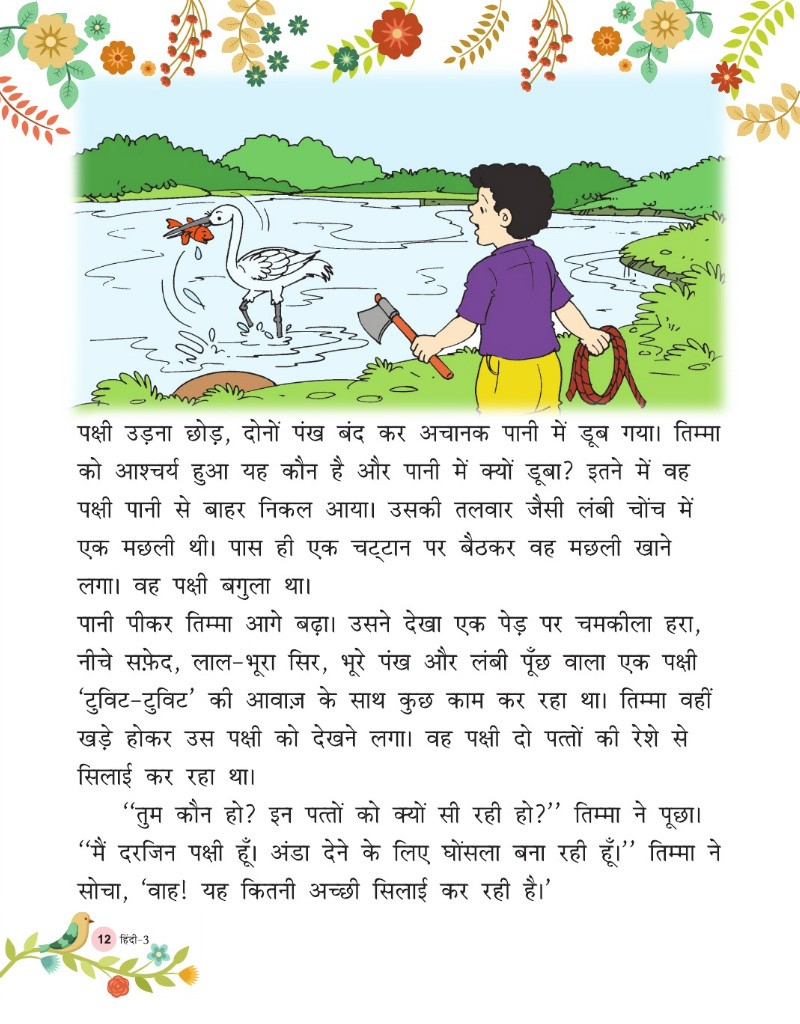 पक्षी उड़ना छोड़, दोनों पंख बंद कर अचानक पानी में डूब गया। तिम्मा
को आश्चर्य हुआ यह कौन है और पानी में क्यों डूबा? इतने में वह
पक्षी पानी से बाहर निकल आया। उसकी तलवार जैसी लंबी चोंच में
एक मछली थी। पास ही एक चट्टान पर बैठकर वह मछली खाने
लगा। वह पक्षी बगुला था।
पानी पीकर तिम्मा आगे बढ़ा। उसने देखा एक पेड़ पर चमकीला हरा,
नीचे सफ़ेद, लाल-भूरा सिर, भूरे पंख और लंबी पूँछ वाला एक पक्षी
‘टुविट-टुविट’ की आवाज़ के साथ कुछ काम कर रहा था। तिम्मा वहीं
खड़े होकर उस पक्षी को देखने लगा। वह पक्षी दो पत्तों की रेशे से
सिलाई कर रहा था।
‘‘तुम कौन हो? इन पत्तों को क्यों सी रही हो?’’ तिम्मा ने पूछा।
‘‘मैं दरजिन पक्षी हूँ। अंडा देने के लिए घोंसला बना रही हूँ।’’ तिम्मा ने
सोचा, ‘वाह! यह कितनी अच्छी सिलाई कर रही है।’
12 हिंदी-3